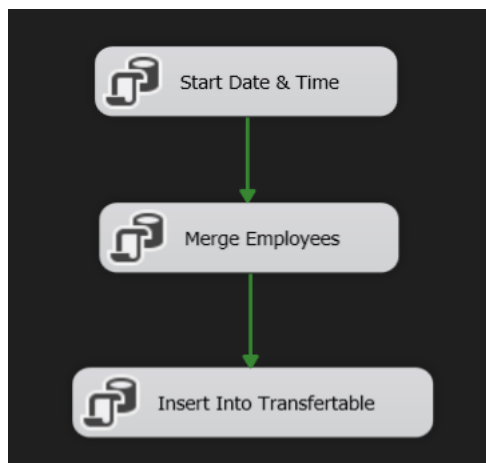 Start Date & Time
Merge Employees
Insert Into Transfertable